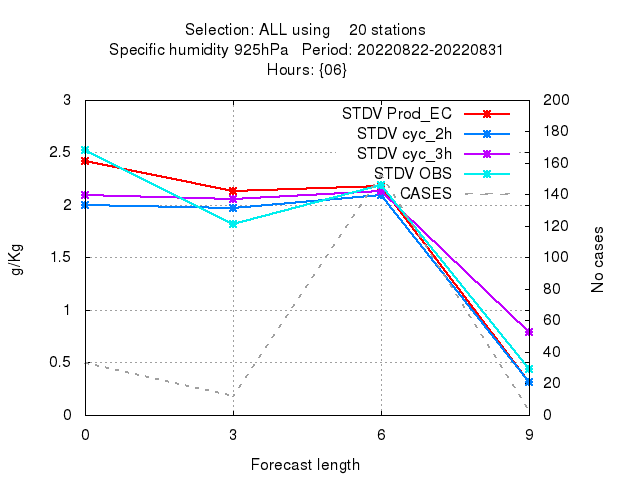 Selection: ALL using    20 stations
Specific humidity 925hPa   Period: 20220822-20220831
Hours: {06}
STDV Prod_EC
STDV cyc_2h
STDV cyc_3h
STDV OBS
CASES
3
2.5
2
1.5
1
0.5
0
200
180
160
140
120
100
80
60
40
20
0
g/Kg
No cases
0 3 6 9
Forecast length